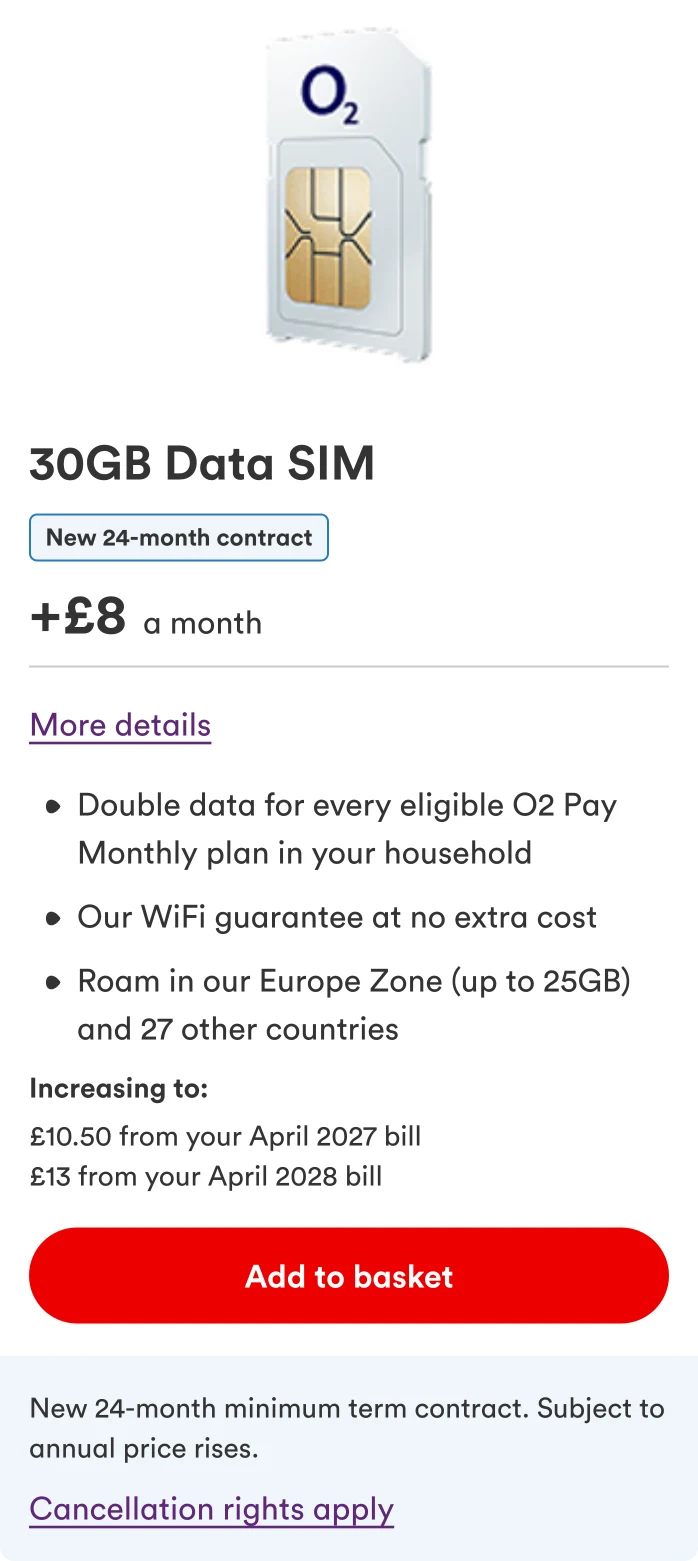 O2
30GB Data SIM
New 24-month contract
+£8 a month
More details
• Double data for every eligible O2 Pay
Monthly plan in your household
• Our WiFi guarantee at no extra cost
• Roam in our Europe Zone (up to 25GB)
and 27 other countries
Increasing to:
£10.50 from your April 2027 bill
£13 from your April 2028 bill
Add to basket
New 24-month minimum term contract. Subject to
annual price rises.
Cancellation rights apply